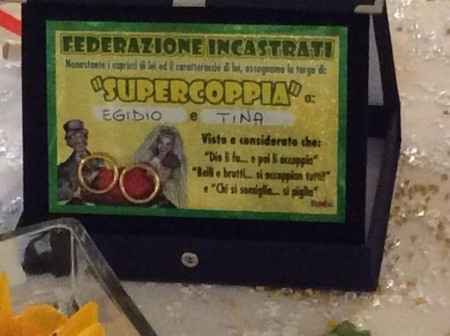 FEDERAZIONE INCASTRATI
Nonostante i capricci di lei ed il caratteraccio di lui, assegnamo la targa di:
"SUPERCOPPIA" a:
EGIDIO e TINA
Visto e considerato che:
"Dio li fa... e poi li accoppia"
"Belli e brutti... si accoppian tutti!"
e "Chi si somiglia... si piglia"